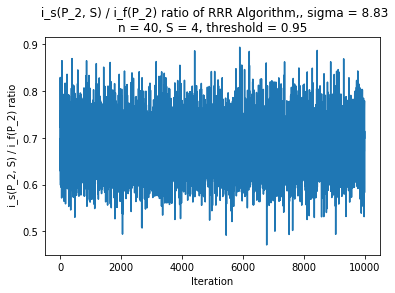 i_s(P_2, S) / i_f(P_2) ratio of RRR Algorithm,, sigma = 8.83
n = 40, S = 4, threshold = 0.95
i_s(P_2, S) / i_f(P_2) ratio
0.9
0.8
0.7
0.6
0.5
0 2000 4000 6000 8000 10000
Iteration